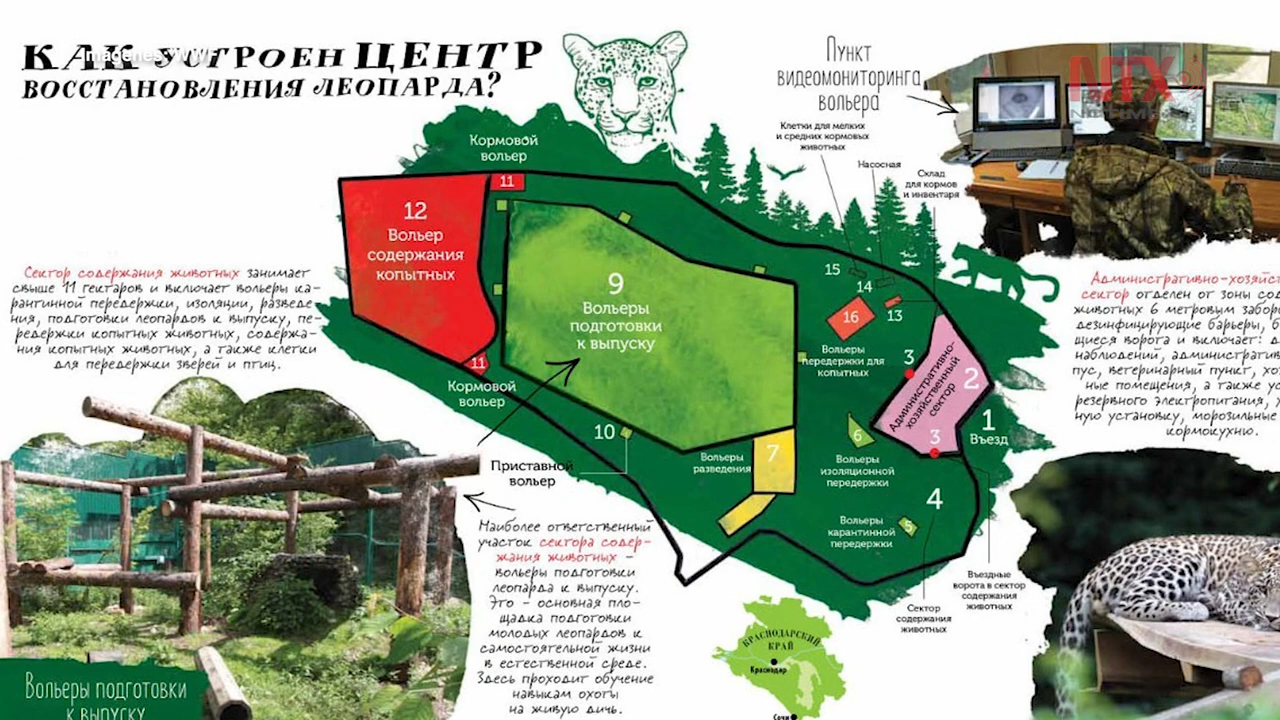 Imágenes: WWF
КАК УСТРОЕН ЦЕНТР
ВОССТАНОВЛЕНИЯ ЛЕОПАРДА?
Пункт
видеомониторинга
вольера
NTX
Клетки для мелких
и средних кормовых
животных
Насосная
Склад
для кормов
и инвентаря
Кормовой
вольер
11
12
Вольер
содержания
копытных
9
Вольеры
подготовки
к выпуску
15
14
13
16
Вольеры
передержки для
копытных
3
Административно-
хозяйственный
сектор
2
3
1
Въезд
11
Кормовой
вольер
10
Приставной
вольер
Вольеры
разведения
7
6
Вольеры
изоляционной
передержки
4
Вольеры
карантинной
передержки
5
Въездные
ворота в сектор
содержания
животных
Сектор
содержания
животных
Сектор содержания животных занимает
свыше 11 гектаров и включает вольеры ка-
рантинной передержки, изоляции, разведе-
ния, подготовки леопардов к выпуску, пе-
редержки копытных животных, содержа-
ния копытных животных, а также клетки
для передержки зверей и птиц.
Административно-хозяйст
сектор отделен от зоны сод
животных 6 метровым забор
дезинфицирующие барьеры, с
щиеся ворота и включает: д
наблюдений, административ
пус, ветеринарный пункт, хоз
ные помещения, а также ус
резервного электропитания, х
ную установку, морозильные к
кормокухню.
Наиболее ответственный
участок сектора содер-
жания животных –
вольеры подготовки
леопарда к выпуску.
Это – основная пло-
щадка подготовки
молодых леопардов к
самостоятельной жизни
в естественной среде.
Здесь проходит обучение
навыкам охоты
на живую дичь.
Вольеры подготовки
к выпуску
КРАСНОДАРСКИЙ
КРАЙ
Краснодар
Сочи